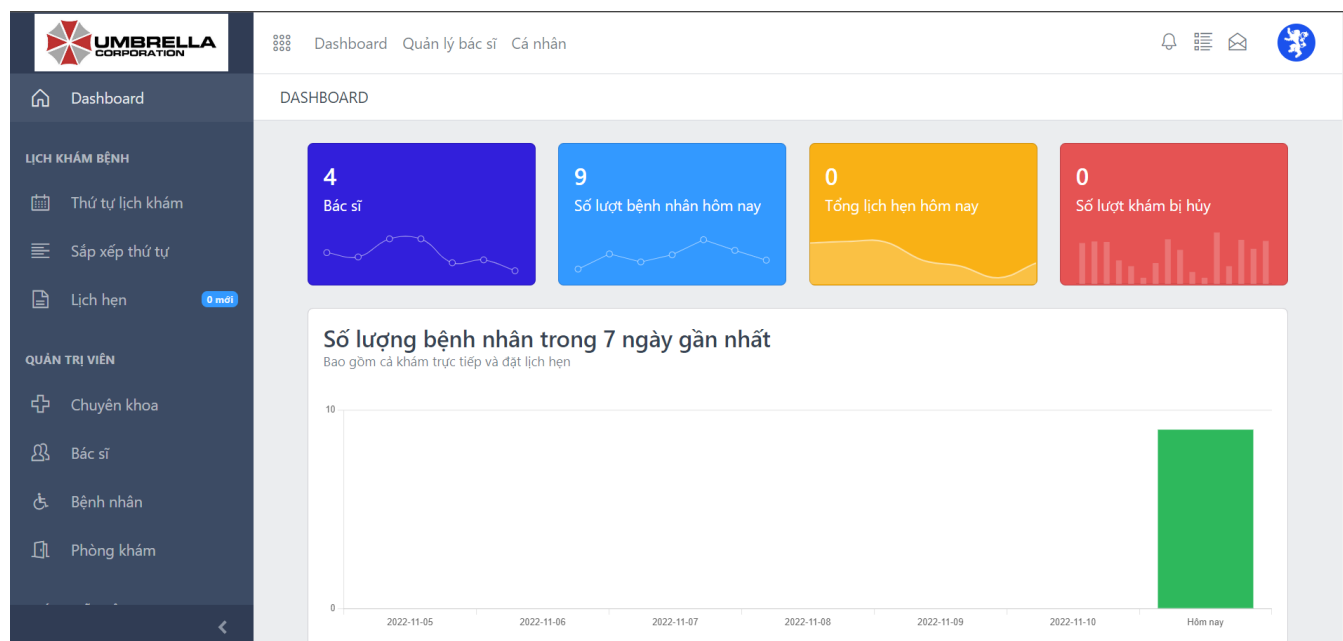 UMBRELLA
CORPORATION
Dashboard Quản lý bác sĩ Cá nhân
Dashboard
LỊCH KHÁM BỆNH
Thứ tự lịch khám
Sắp xếp thứ tự
Lịch hẹn 0 mới
QUẢN TRỊ VIÊN
Chuyên khoa
Bác sĩ
Bệnh nhân
Phòng khám
DASHBOARD
4
Bác sĩ
9
Số lượt bệnh nhân hôm nay
0
Tổng lịch hẹn hôm nay
0
Số lượt khám bị hủy
Số lượng bệnh nhân trong 7 ngày gần nhất
Bao gồm cả khám trực tiếp và đặt lịch hẹn
10
0
2022-11-05 2022-11-06 2022-11-07 2022-11-08 2022-11-09 2022-11-10 Hôm nay